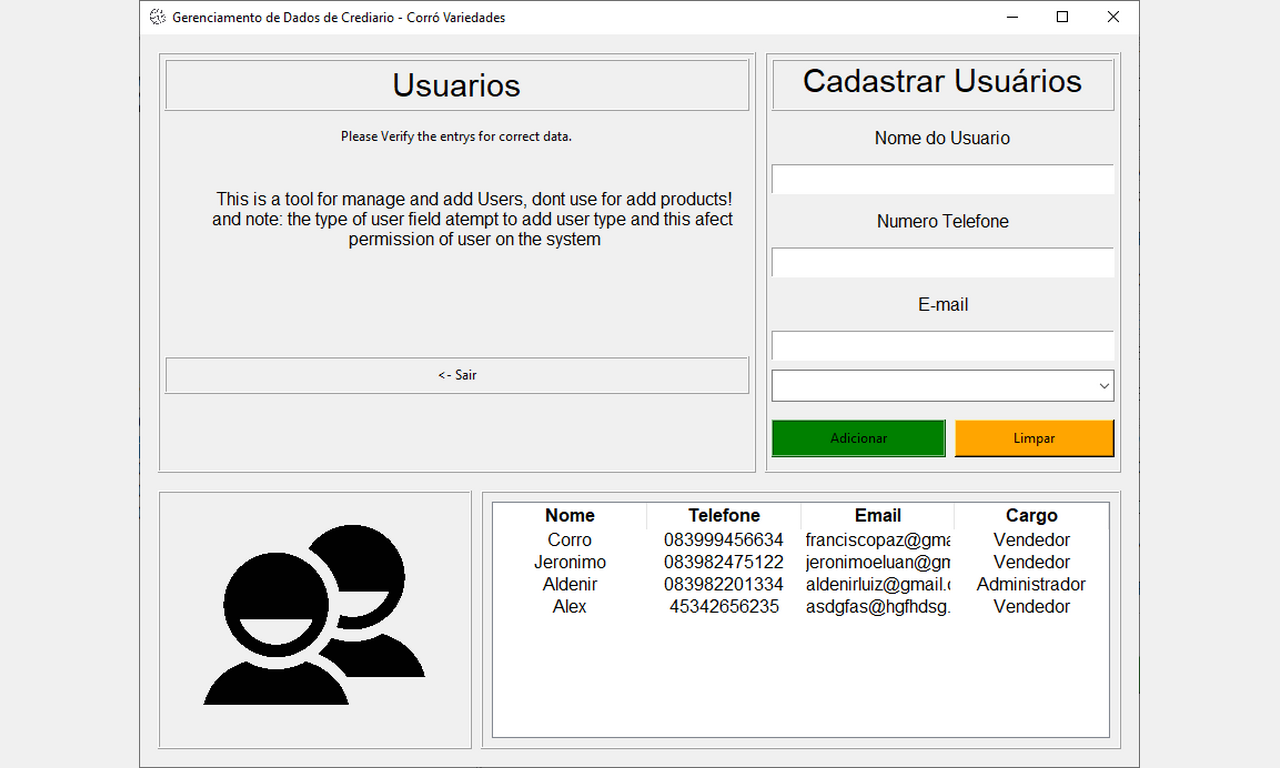 Gerenciamento de Dados de Crediario - Corró Variedades
Usuarios
Please Verify the entrys for correct data.
This is a tool for manage and add Users, dont use for add products!
and note: the type of user field atempt to add user type and this afect
permission of user on the system
<- Sair
Cadastrar Usuários
Nome do Usuario
Numero Telefone
E-mail
Adicionar Limpar
Nome Telefone Email Cargo
Corro 083999456634 franciscopaz@gma Vendedor
Jeronimo 083982475122 jeronimoeluan@gm Vendedor
Aldenir 083982201334 aldenirluiz@gmail.c Administrador
Alex 45342656235 asdgfas@hgfhdsg. Vendedor